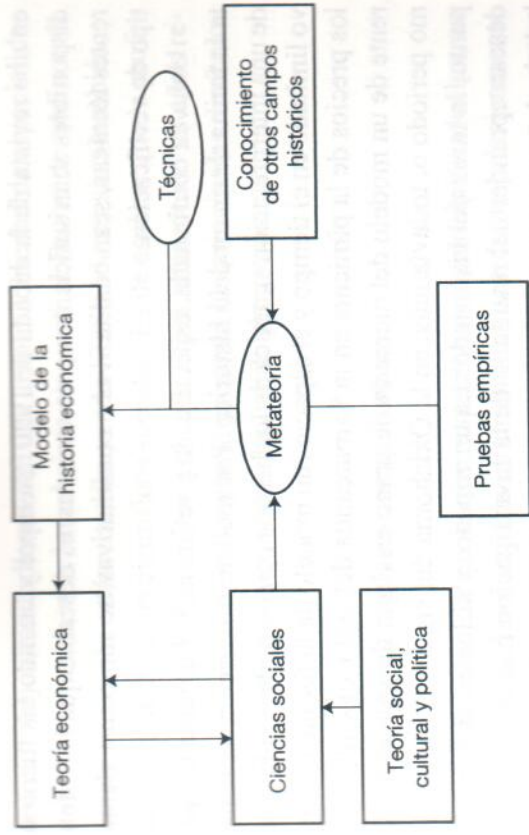 Teoría económica
Modelo de la
historia económica
Técnicas
Ciencias sociales
Metateoría
Conocimiento
de otros campos
históricos
Teoría social,
cultural y política
Pruebas empíricas